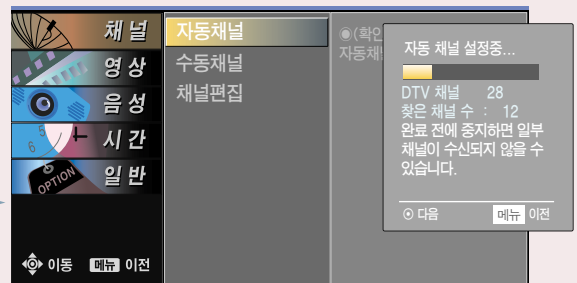 채널
영상
음성
시간
일반
5
6
OPTION
이동 메뉴 이전
자동채널
수동채널
채널편집
◉(확인
자동채널
자동 채널 설정중...
DTV 채널 28
찾은 채널 수 : 12
완료 전에 중지하면 일부
채널이 수신되지 않을 수
있습니다.
⊙ 다음 메뉴 이전